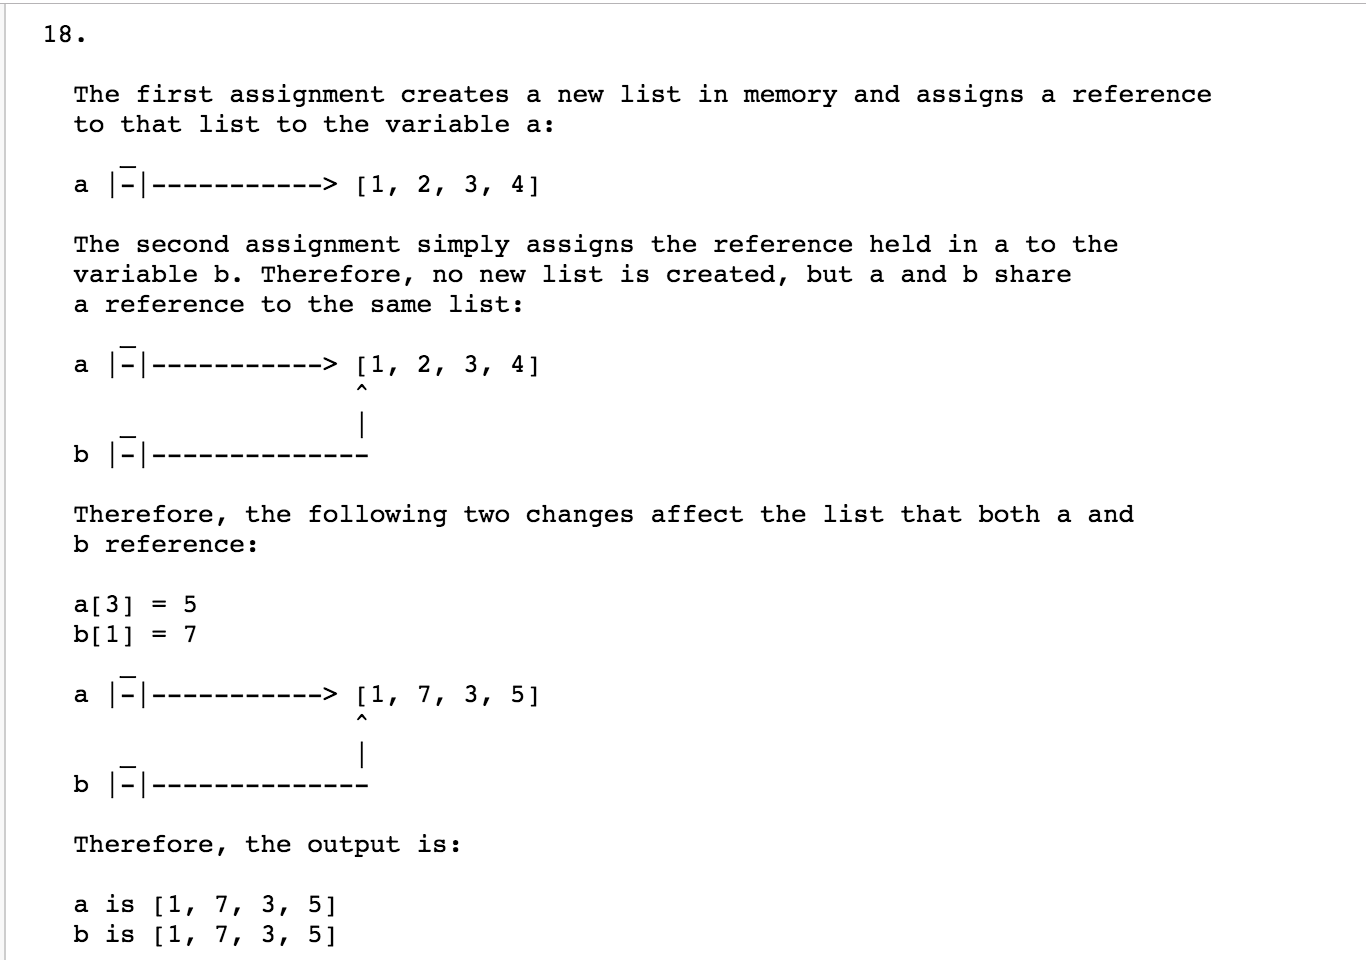 18.
The first assignment creates a new list in memory and assigns a reference
to that list to the variable a:
_
a |-|-----------> [1, 2, 3, 4]
The second assignment simply assigns the reference held in a to the
variable b. Therefore, no new list is created, but a and b share
a reference to the same list:
_
a |-|-----------> [1, 2, 3, 4]
^
_ |
b |-|--------------
Therefore, the following two changes affect the list that both a and
b reference:
a[3] = 5
b[1] = 7
_
a |-|-----------> [1, 7, 3, 5]
^
_ |
b |-|--------------
Therefore, the output is:
a is [1, 7, 3, 5]
b is [1, 7, 3, 5]